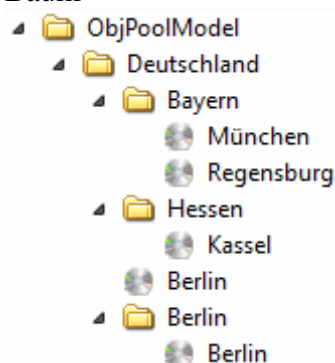 Baum
ObjPoolModel
Deutschland
Bayern
München
Regensburg
Hessen
Kassel
Berlin
Berlin
Berlin